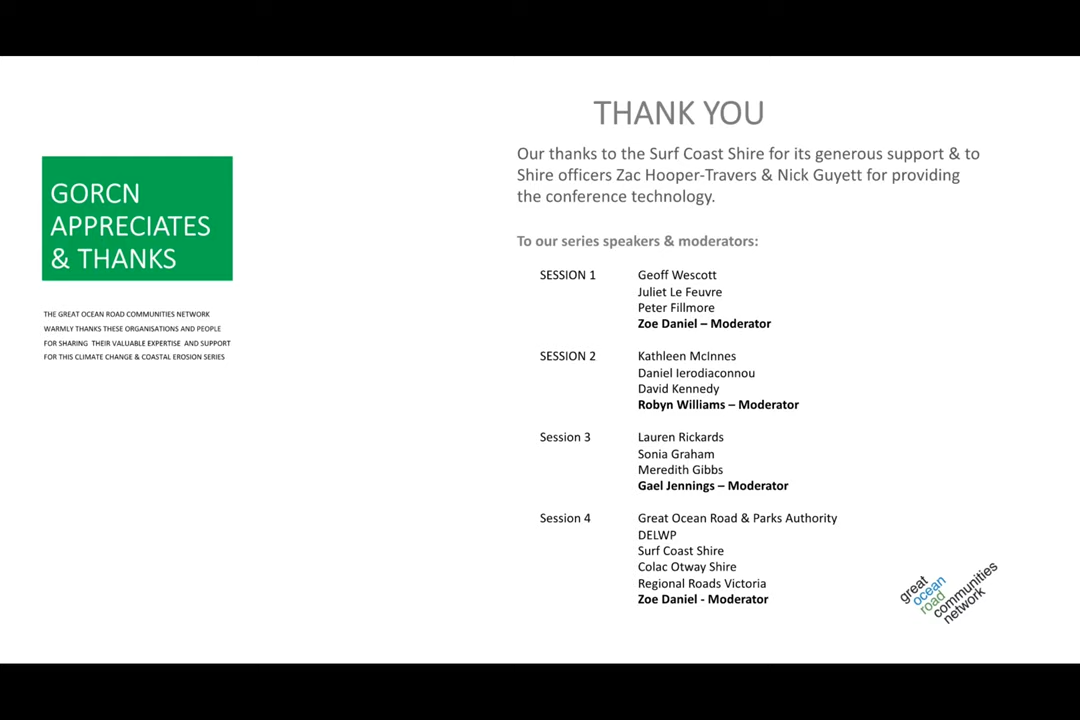 GORCN
APPRECIATES
& THANKS
THE GREAT OCEAN ROAD COMMUNITIES NETWORK
WARMLY THANKS THESE ORGANISATIONS AND PEOPLE
FOR SHARING THEIR VALUABLE EXPERTISE AND SUPPORT
FOR THIS CLIMATE CHANGE & COASTAL EROSION SERIES
THANK YOU
Our thanks to the Surf Coast Shire for its generous support & to
Shire officers Zac Hooper-Travers & Nick Guyett for providing
the conference technology.
To our series speakers & moderators:
SESSION 1 Geoff Wescott
Juliet Le Feuvre
Peter Fillmore
Zoe Daniel – Moderator
SESSION 2 Kathleen McInnes
Daniel Ierodiaconnou
David Kennedy
Robyn Williams – Moderator
Session 3 Lauren Rickards
Sonia Graham
Meredith Gibbs
Gael Jennings – Moderator
Session 4 Great Ocean Road & Parks Authority
DELWP
Surf Coast Shire
Colac Otway Shire
Regional Roads Victoria
Zoe Daniel - Moderator
great
ocean
road
communities
network